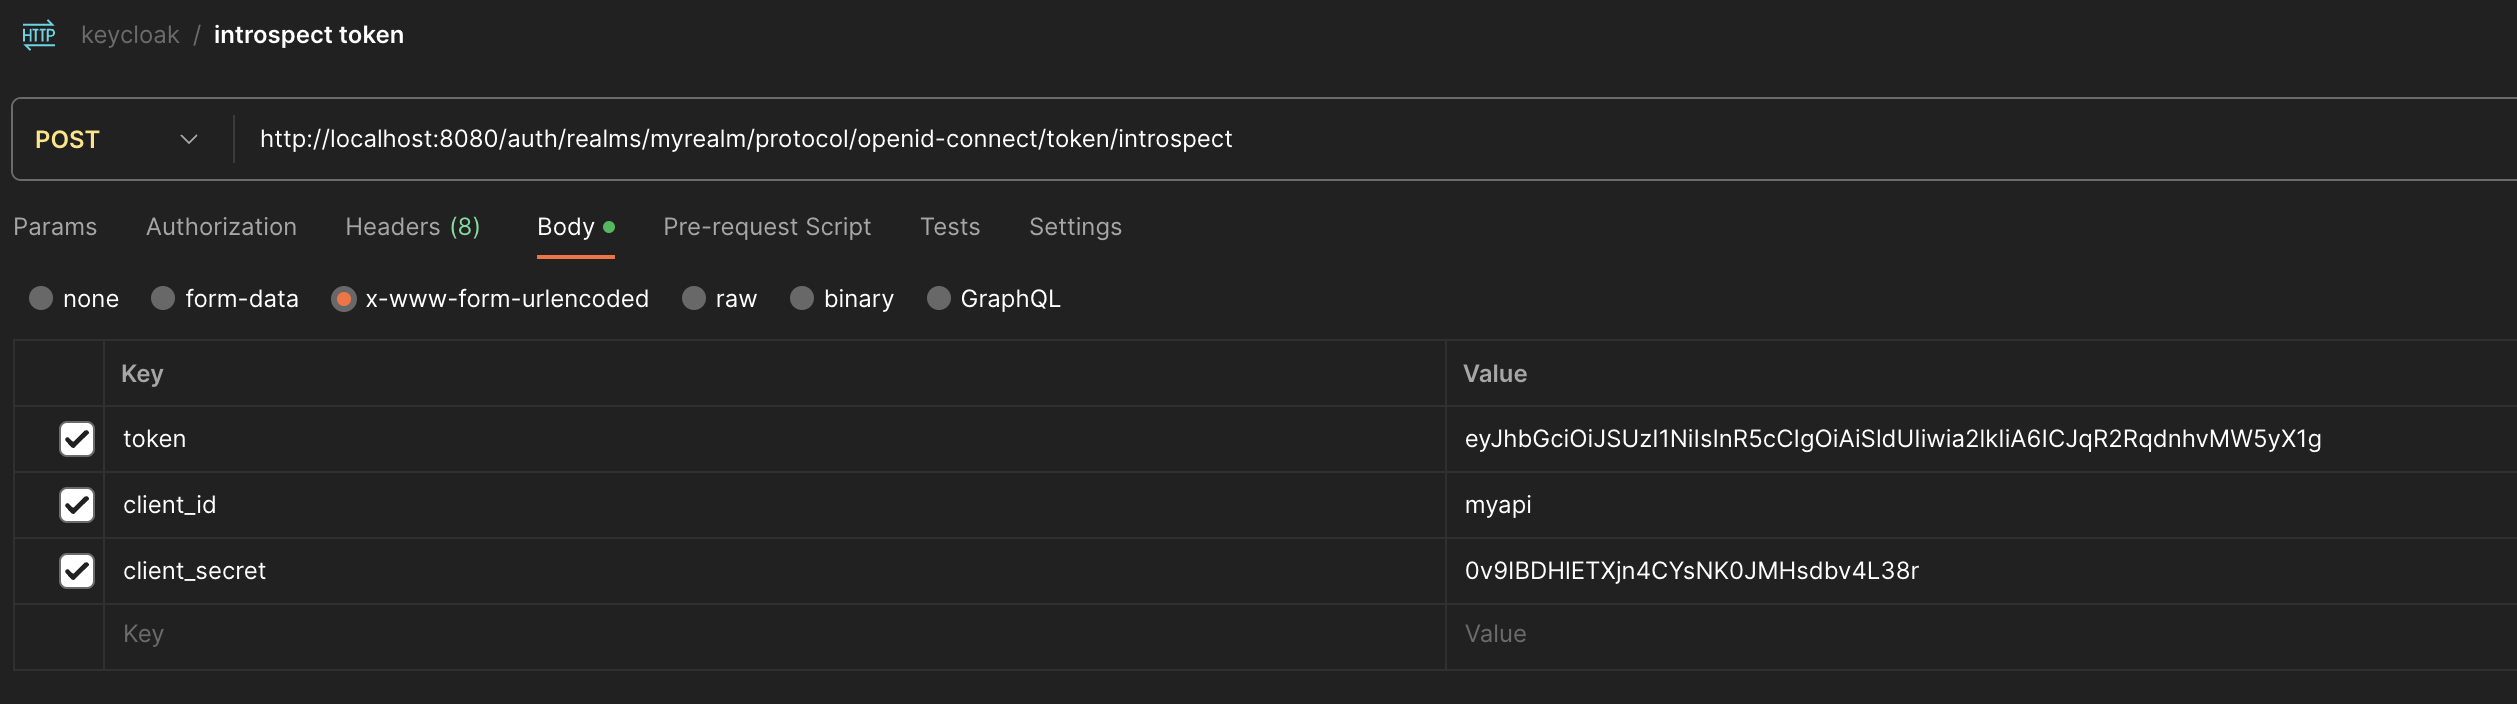 HTTP keycloak / introspect token
POST http://localhost:8080/auth/realms/myrealm/protocol/openid-connect/token/introspect
Params Authorization Headers (8) Body Pre-request Script Tests Settings
none form-data x-www-form-urlencoded raw binary GraphQL
Key Value
token eyJhbGciOiJSUzI1NiIsInR5cCIgOiAiSldUIiwia2lkIiA6ICJqR2RqdnhvMW5yX1g
client_id myapi
client_secret 0v9IBDHIETXjn4CYsNK0JMHsdbv4L38r
Key Value